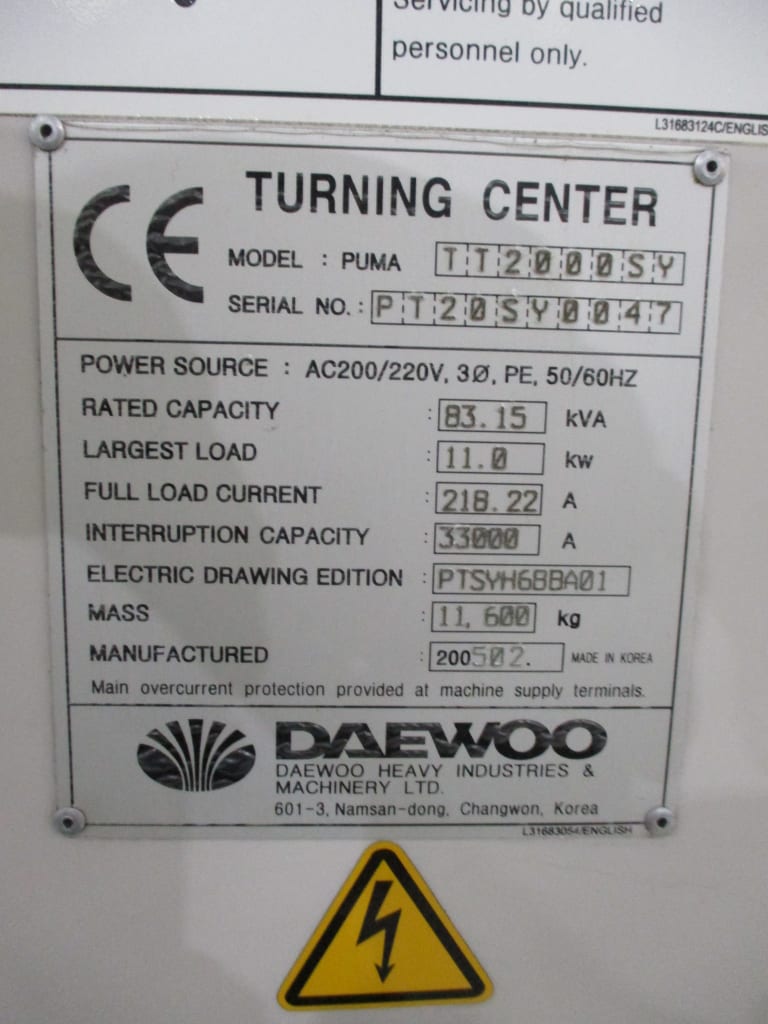 Servicing by qualified
personnel only.
L31683124C/ENGLIS
CE TURNING CENTER
MODEL : PUMA TT2000SY
SERIAL NO. : PT20SY0047
POWER SOURCE : AC200/220V, 3Ø, PE, 50/60HZ
RATED CAPACITY : 83.15 kVA
LARGEST LOAD : 11.0 kw
FULL LOAD CURRENT : 218.22 A
INTERRUPTION CAPACITY : 33000 A
ELECTRIC DRAWING EDITION : PTSYH6BBA01
MASS : 11,600 kg
MANUFACTURED : 200502. MADE IN KOREA
Main overcurrent protection provided at machine supply terminals.
DAEWOO
DAEWOO HEAVY INDUSTRIES &
MACHINERY LTD.
601-3, Namsan-dong, Changwon, Korea
L31683054/ENGLISH